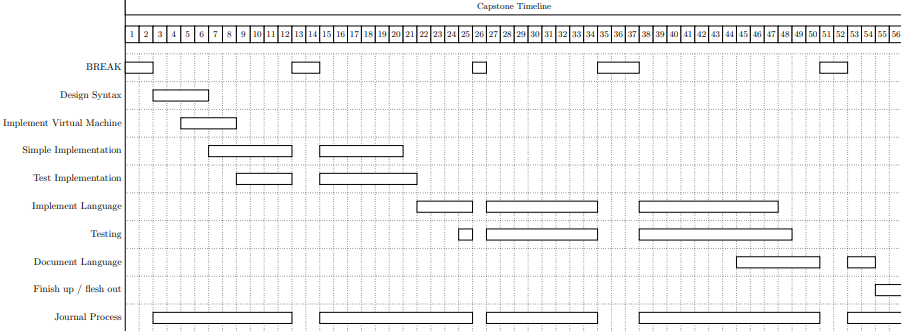 Capstone Timeline
1 2 3 4 5 6 7 8 9 10 11 12 13 14 15 16 17 18 19 20 21 22 23 24 25 26 27 28 29 30 31 32 33 34 35 36 37 38 39 40 41 42 43 44 45 46 47 48 49 50 51 52 53 54 55 56
BREAK
Design Syntax
Implement Virtual Machine
Simple Implementation
Test Implementation
Implement Language
Testing
Document Language
Finish up / flesh out
Journal Process